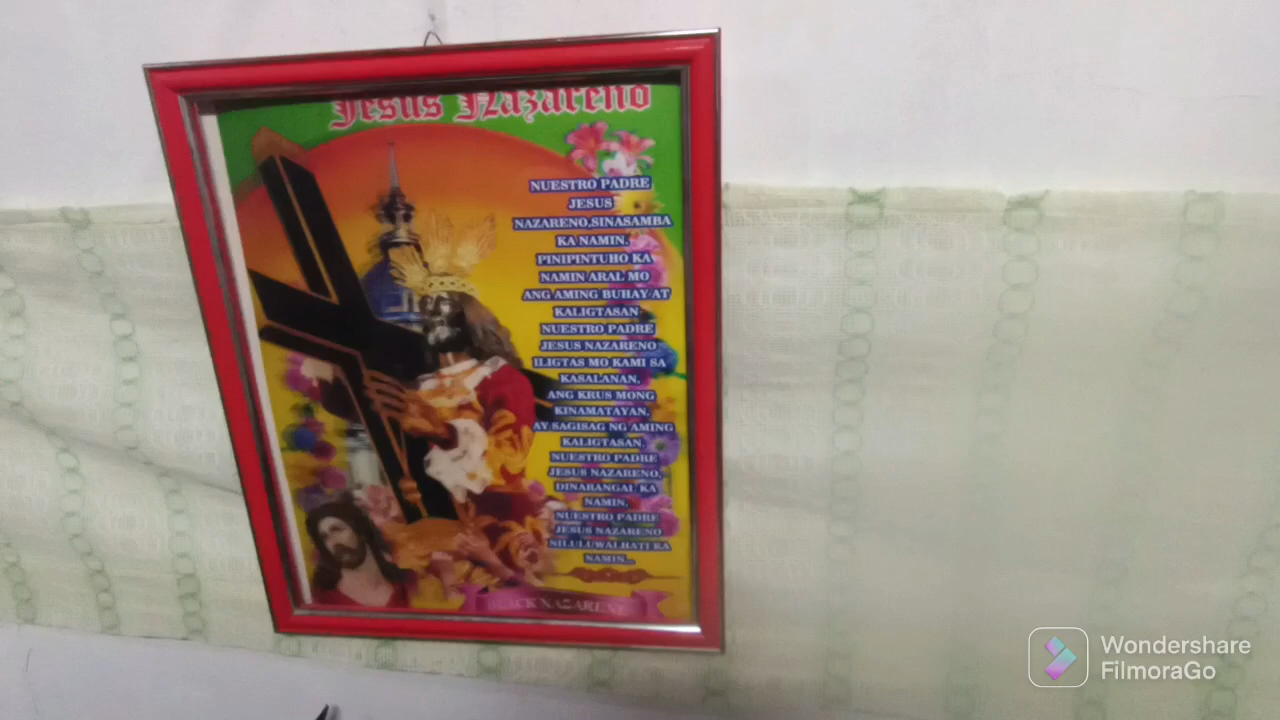 Jesus Nazareno
NUESTRO PADRE
JESUS
NAZARENO,SINASAMBA
KA NAMIN.
PINIPINTUHO KA
NAMIN ARAL MO
ANG AMING BUHAY AT
KALIGTASAN
NUESTRO PADRE
JESUS NAZARENO
ILIGTAS MO KAMI SA
KASALANAN,
ANG KRUS MONG
KINAMATAYAN,
AY SAGISAG NG AMING
KALIGTASAN.
NUESTRO PADRE
JESUS NAZARENO,
DINARANGAL KA
NAMIN,
NUESTRO PADRE
JESUS NAZARENO
NILULUWALHATI KA
NAMIN...
BLACK NAZARENE
Wondershare
FilmoraGo